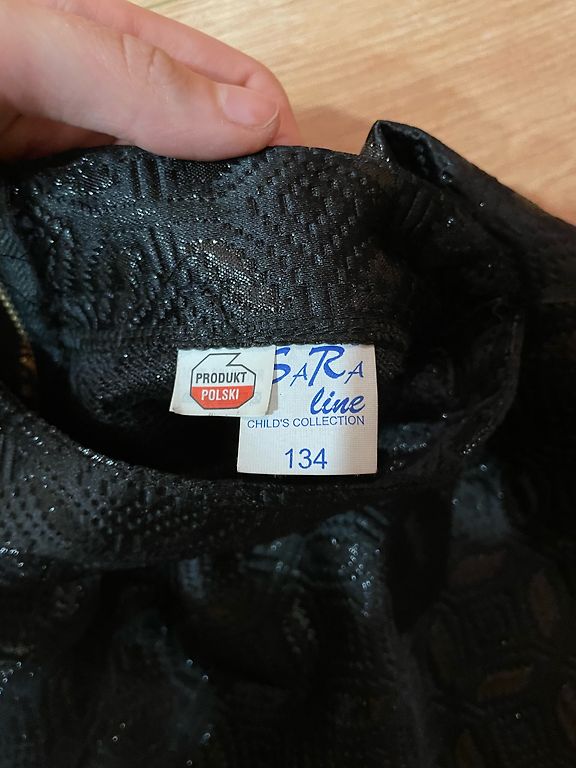 PRODUKT
POLSKI
SaRa
line
CHILD'S COLLECTION
134